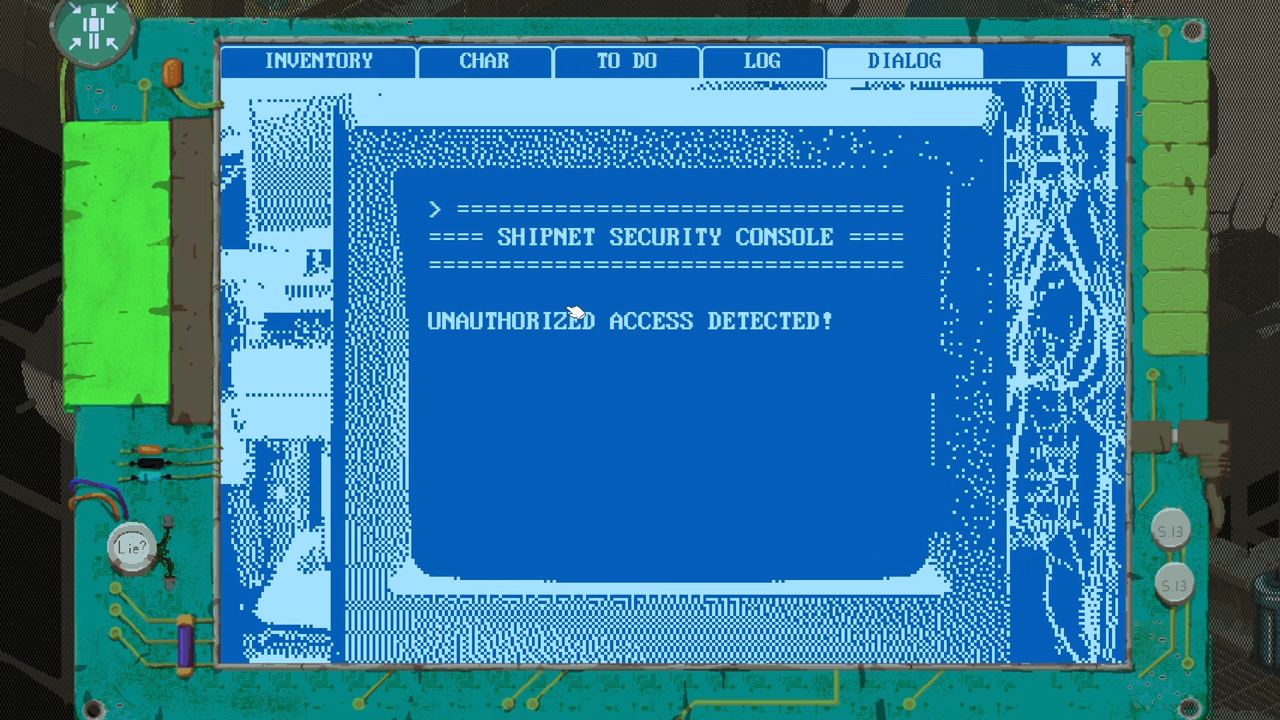 INVENTORY CHAR TO DO LOG DIALOG X
> ================================
==== SHIPNET SECURITY CONSOLE ====
==================================
UNAUTHORIZED ACCESS DETECTED!
Lie?
S.13
S.13